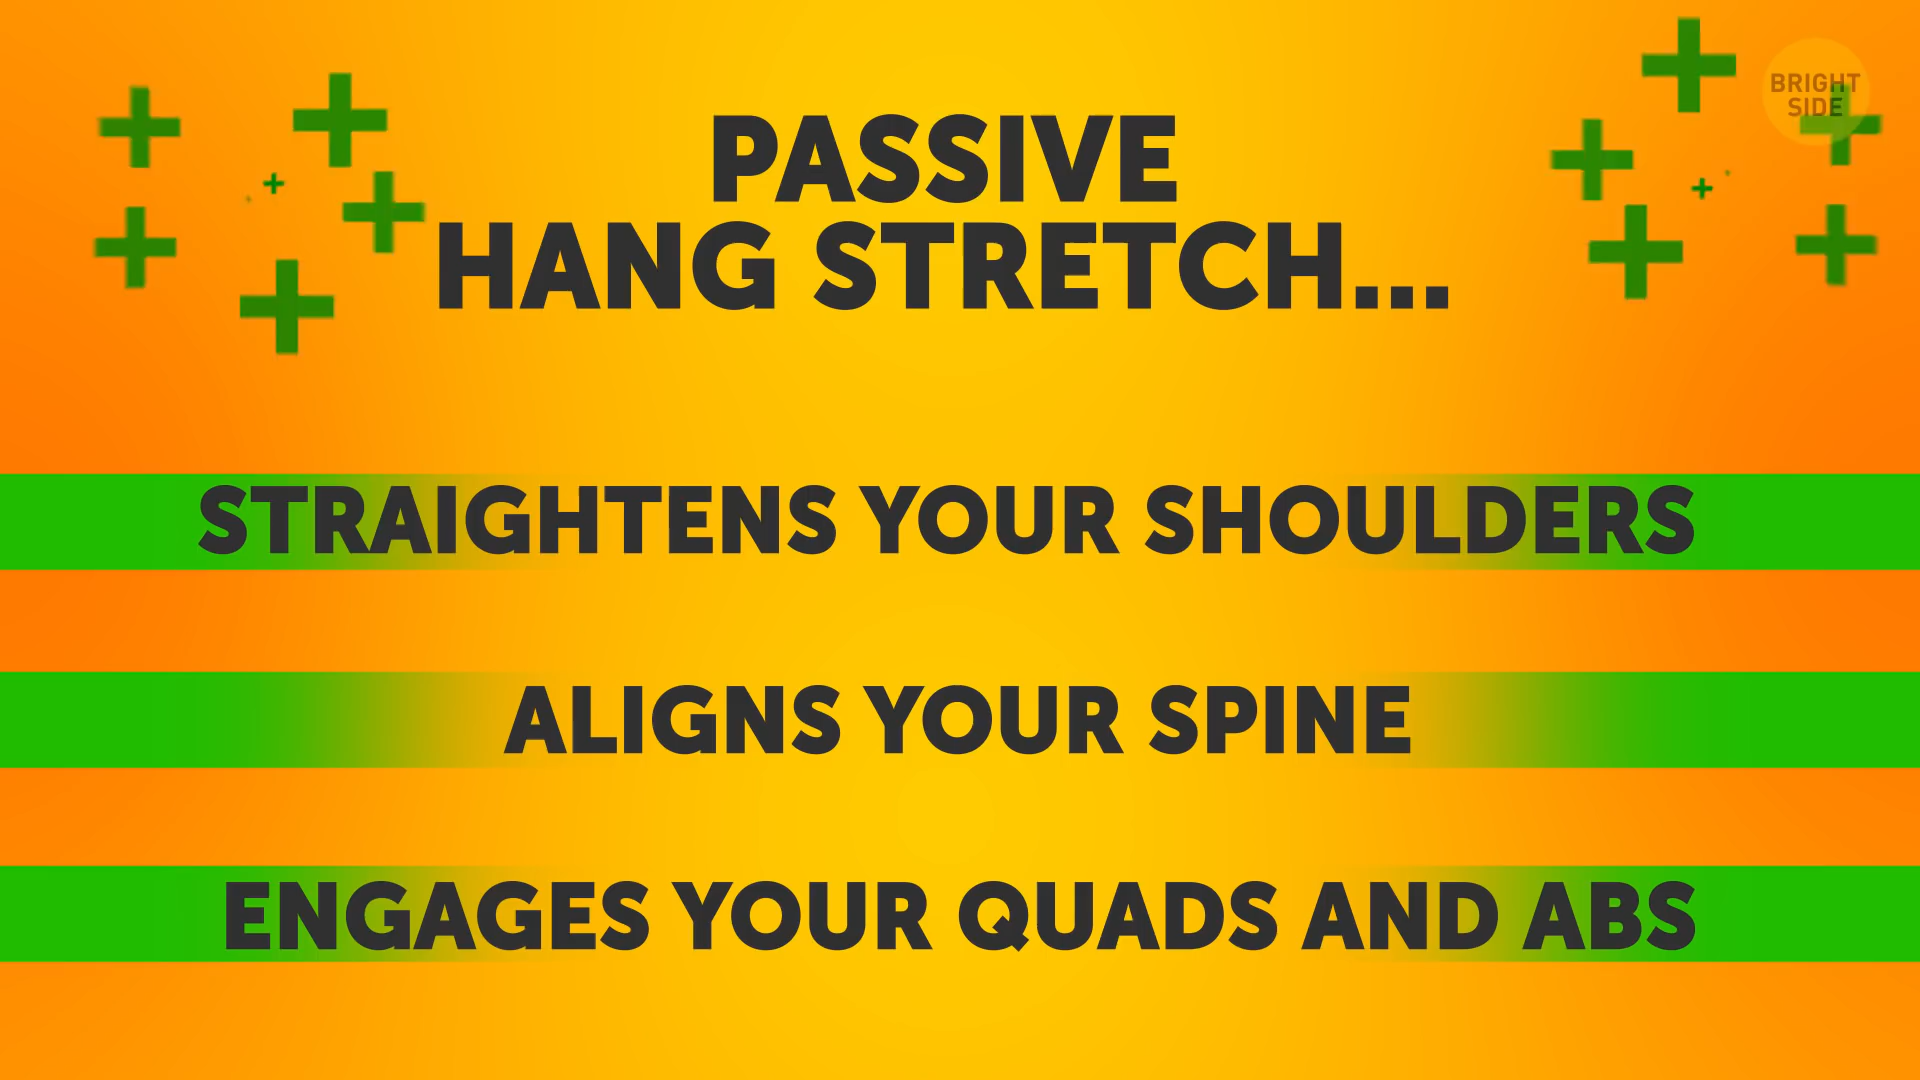 BRIGHT
SIDE
PASSIVE
HANG STRETCH...
STRAIGHTENS YOUR SHOULDERS
ALIGNS YOUR SPINE
ENGAGES YOUR QUADS AND ABS